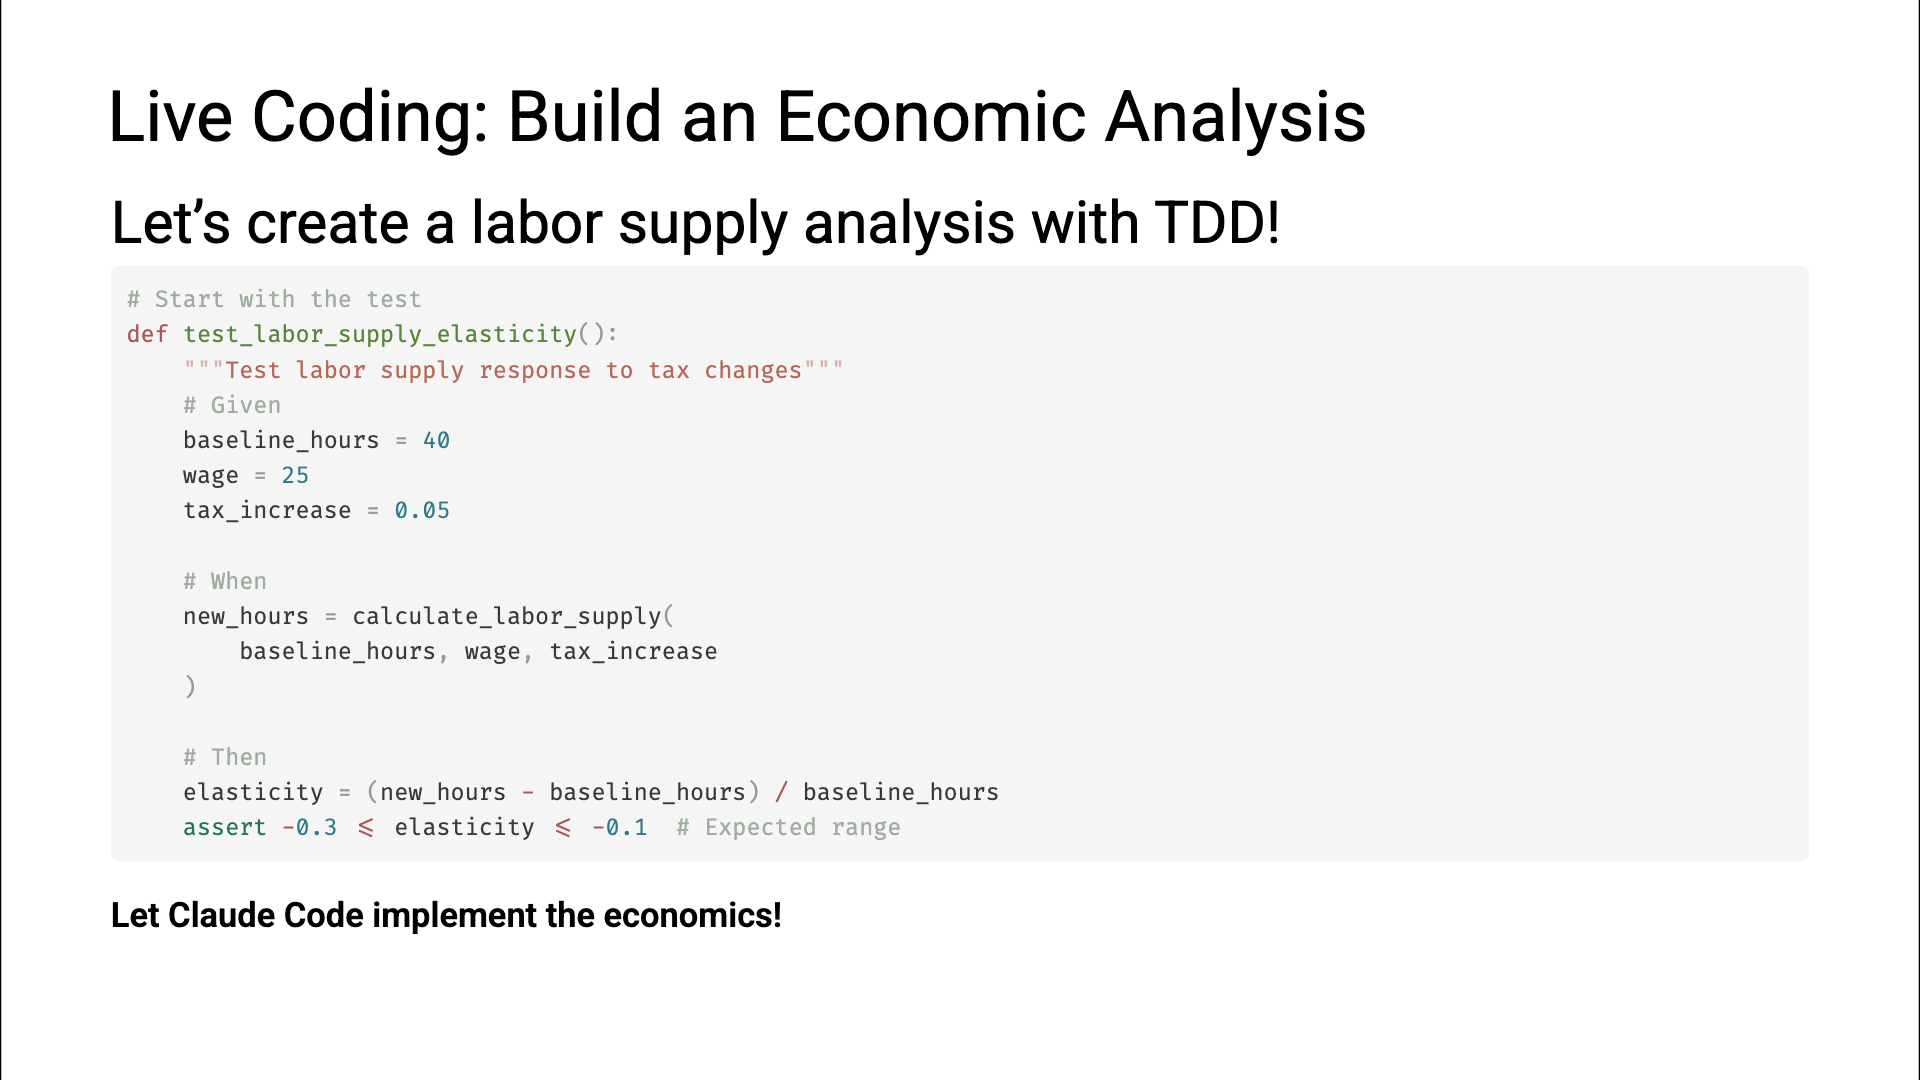 Live Coding: Build an Economic Analysis
Let’s create a labor supply analysis with TDD!
# Start with the test
def test_labor_supply_elasticity():
    """Test labor supply response to tax changes"""
    # Given
    baseline_hours = 40
    wage = 25
    tax_increase = 0.05
    # When
    new_hours = calculate_labor_supply(
        baseline_hours, wage, tax_increase
    )
    # Then
    elasticity = (new_hours - baseline_hours) / baseline_hours
    assert -0.3 <= elasticity <= -0.1  # Expected range
Let Claude Code implement the economics!